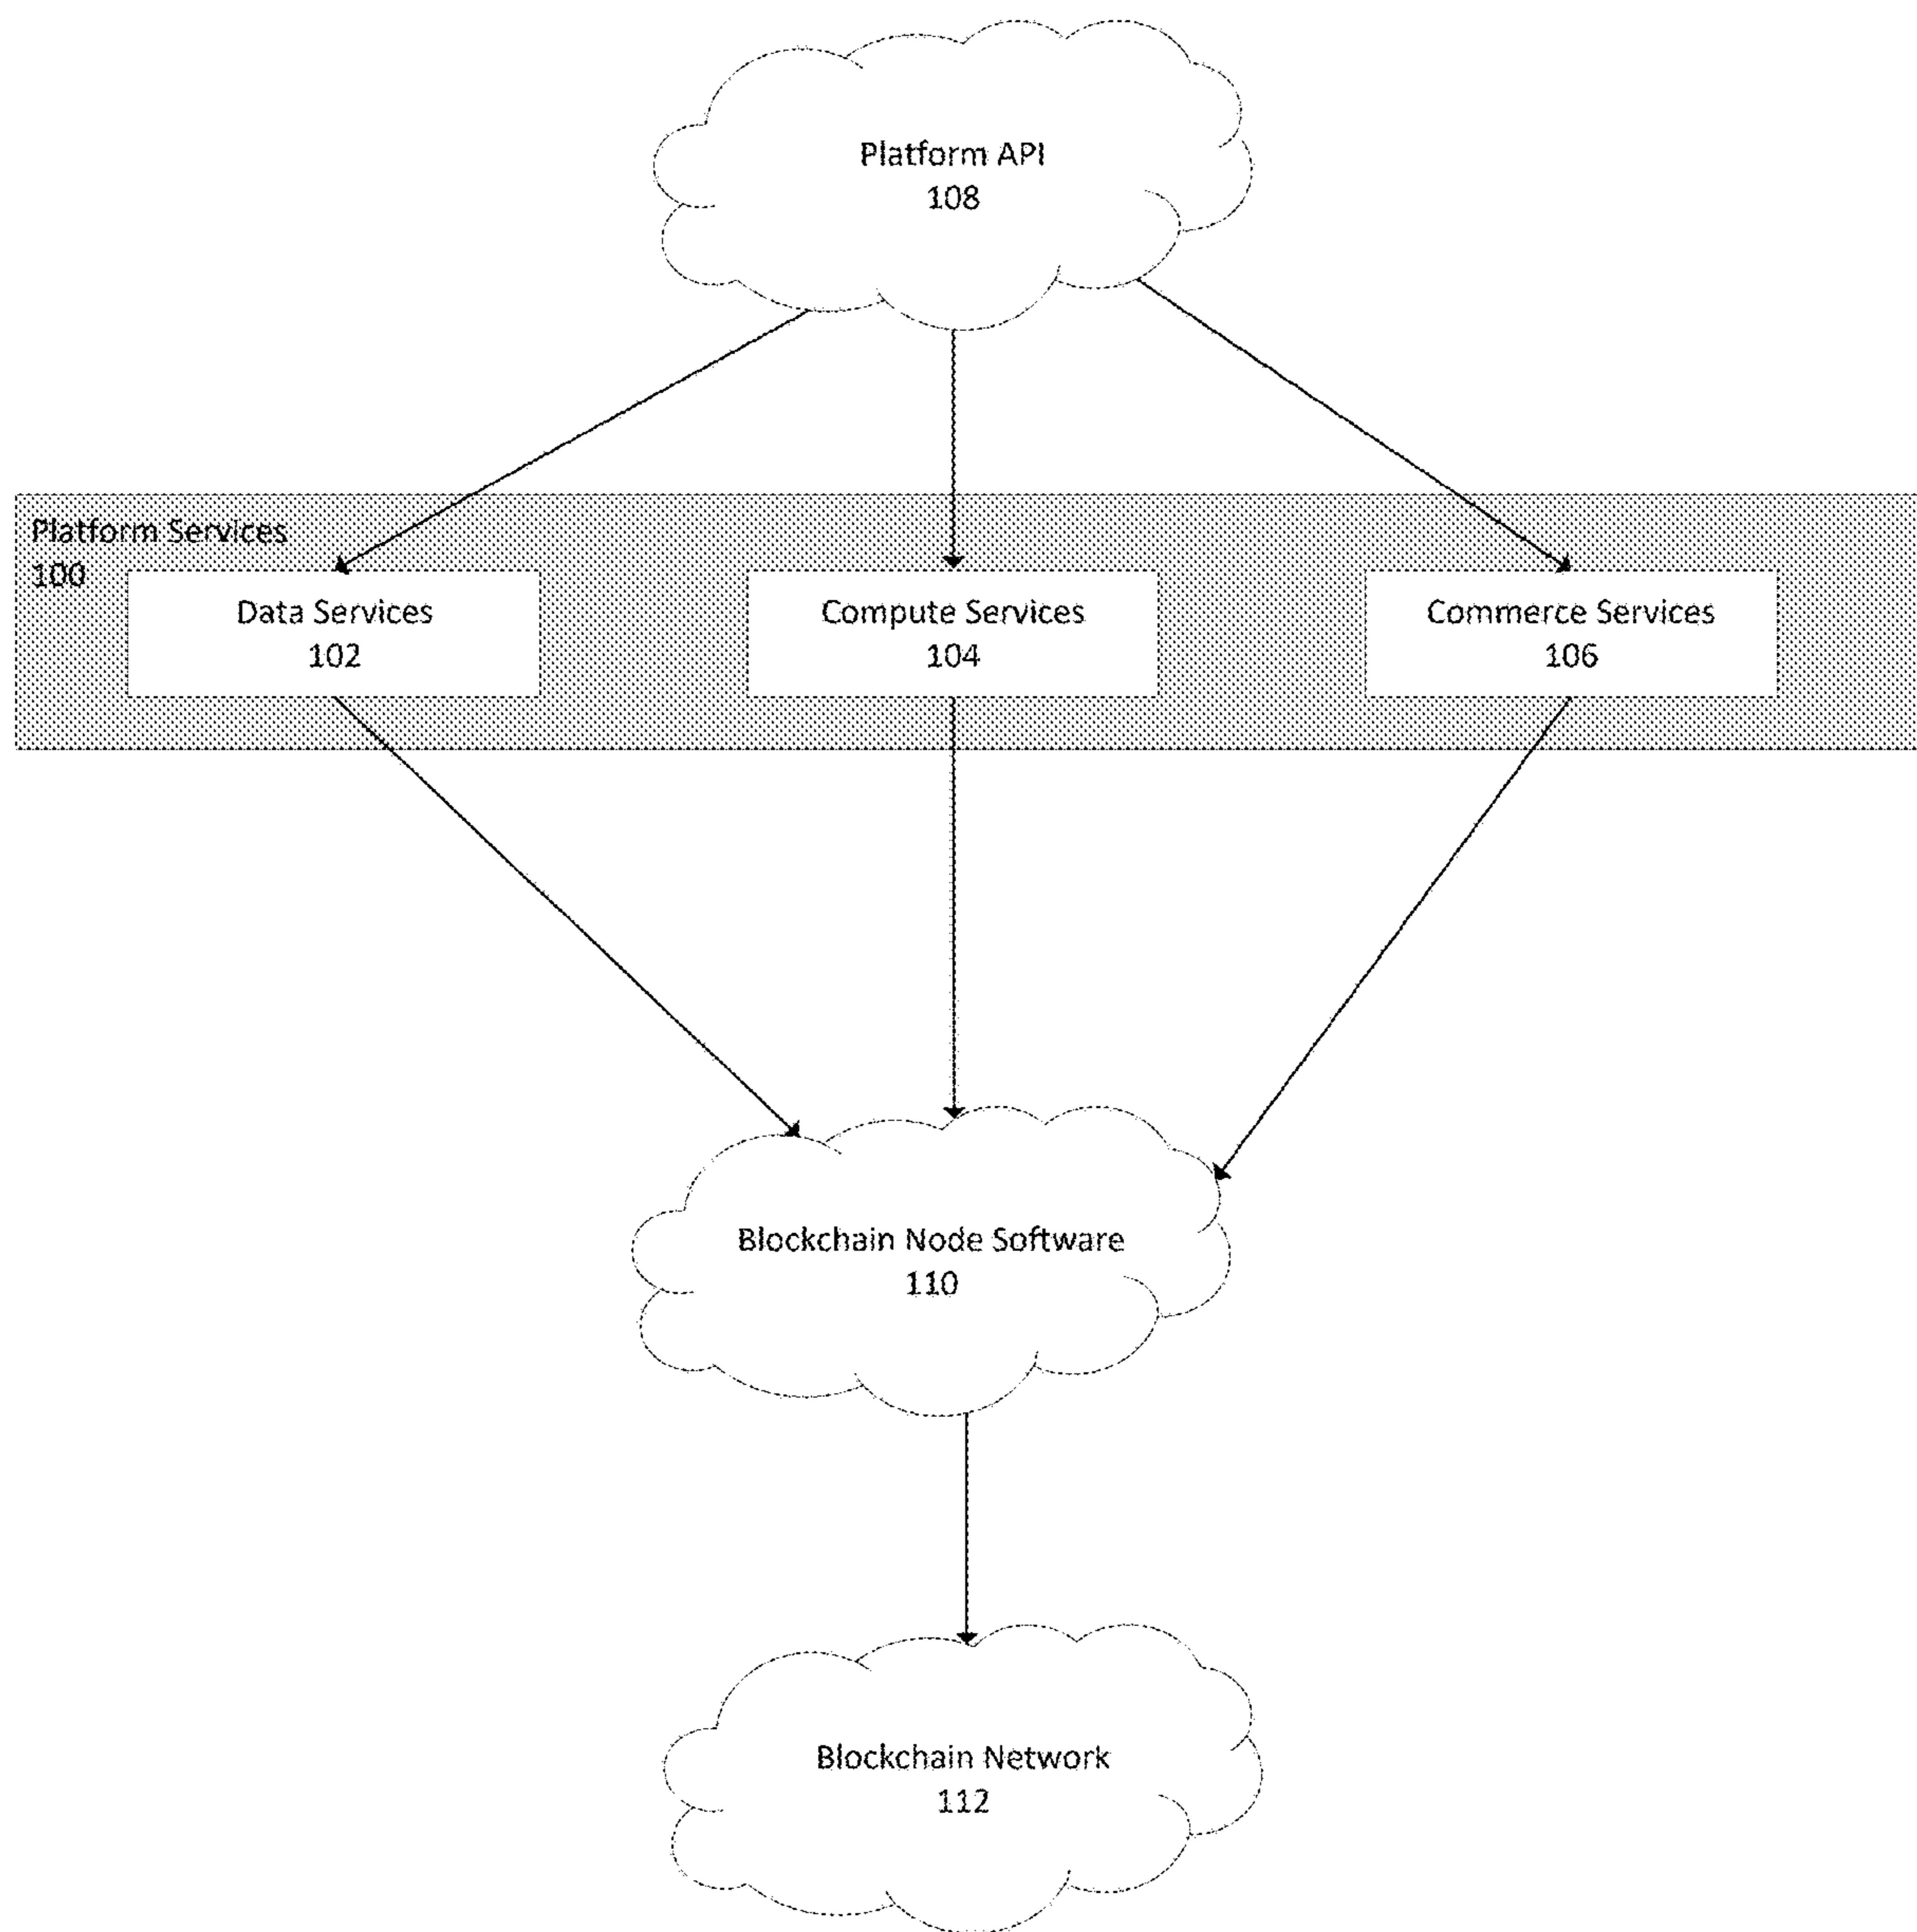 Platform API
108
Platform Services
100
Data Services
102
Compute Services
104
Commerce Services
106
Blockchain Node Software
110
Blockchain Network
112